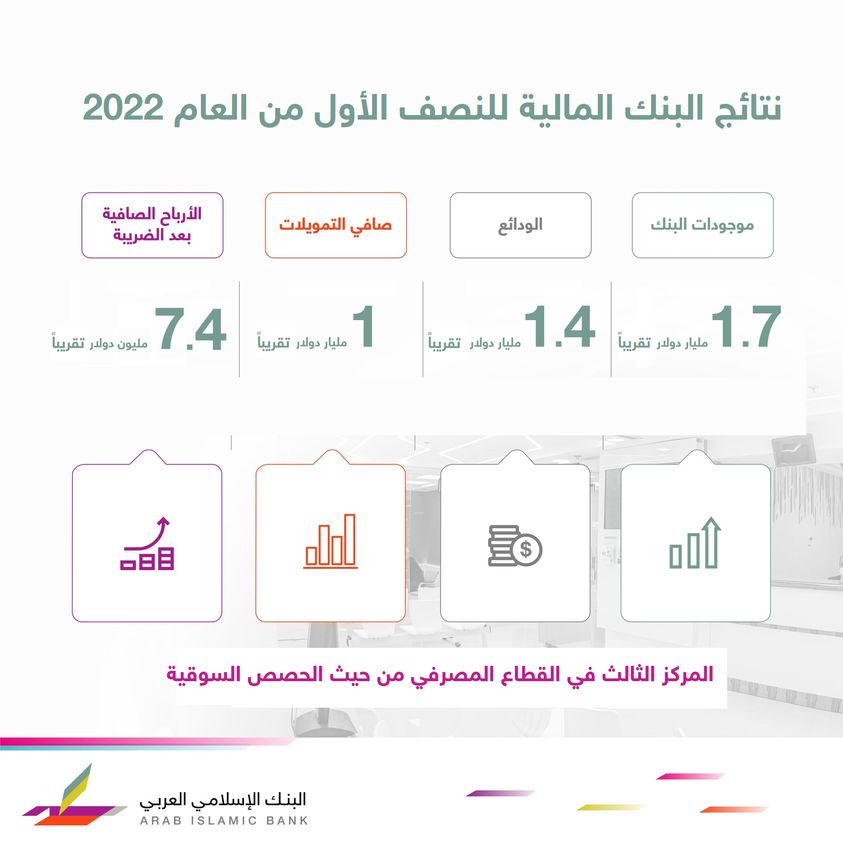 نتائج البنك المالية للنصف الأول من العام 2022
موجودات البنك
الودائع
صافي التمويلات
الأرباح الصافية
بعد الضريبة
1.7 مليار دولار تقريباً
1.4 مليار دولار تقريباً
1 مليار دولار تقريباً
7.4 مليون دولار تقريباً
$
المركز الثالث في القطاع المصرفي من حيث الحصص السوقية
البنك الإسلامي العربي
ARAB ISLAMIC BANK